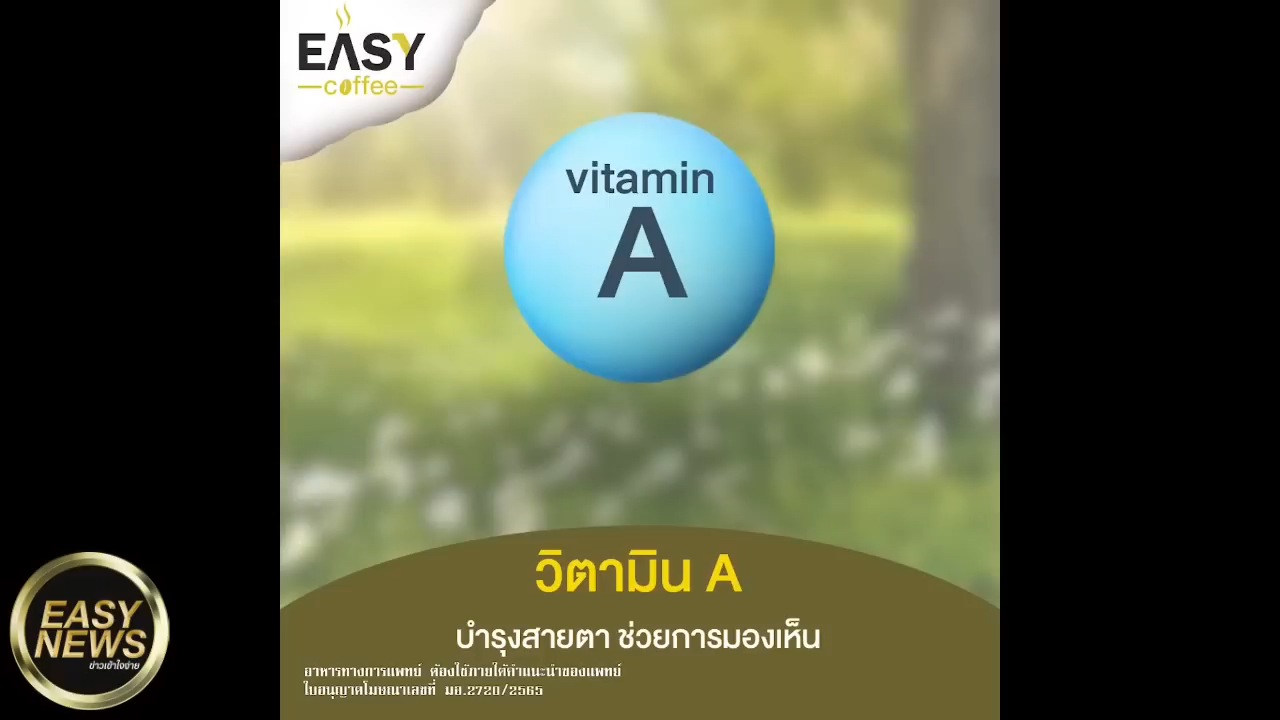 EASY
coffee
vitamin
A
วิตามิน A
บำรุงสายตา ช่วยการมองเห็น
อาหารทางการแพทย์ ต้องใช้ภายใต้คำแนะนำของแพทย์
ใบอนุญาตโฆษณาเลขที่ มอ.2720/2565
EASY
NEWS
ข่าวเข้าใจง่าย